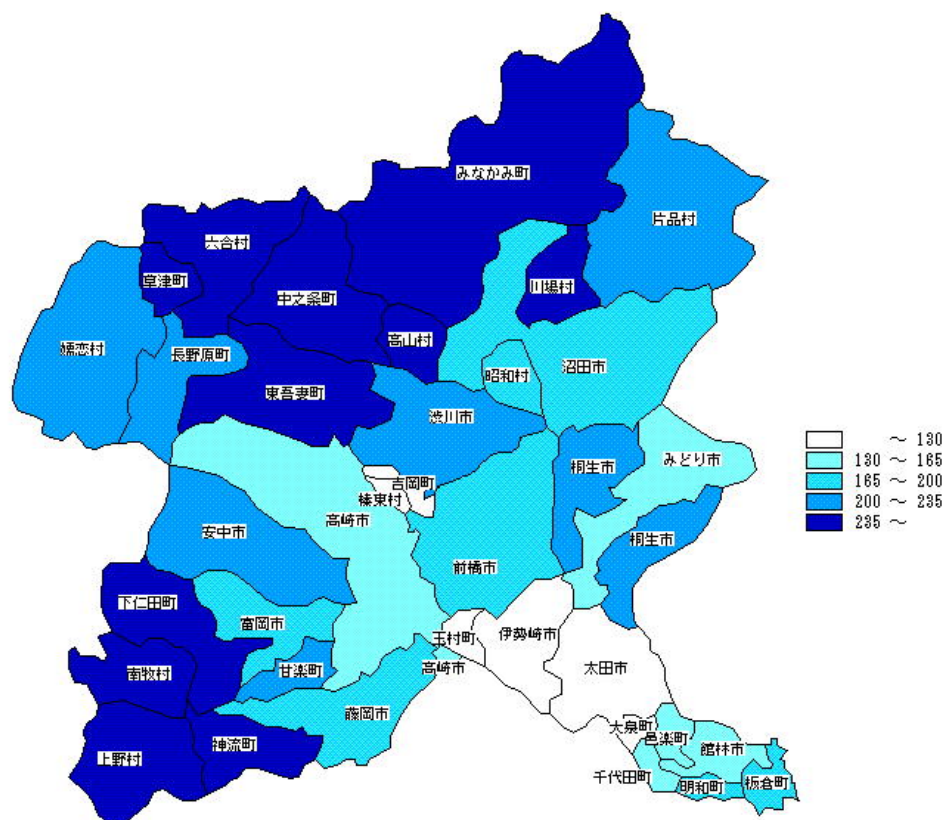 みなかみ町
片品村
六合村
草津町
中之条町
川場村
高山村
嬬恋村
長野原町
昭和村
沼田市
東吾妻町
渋川市
みどり市
桐生市
吉岡町
榛東村
高崎市
安中市
桐生市
前橋市
下仁田町
富岡市
玉村町
伊勢崎市
高崎市
太田市
南牧村
甘楽町
藤岡市
神流町
上野村
大泉町
邑楽町
館林市
千代田町
明和町
板倉町
～ 130
130 ～ 165
165 ～ 200
200 ～ 235
235 ～